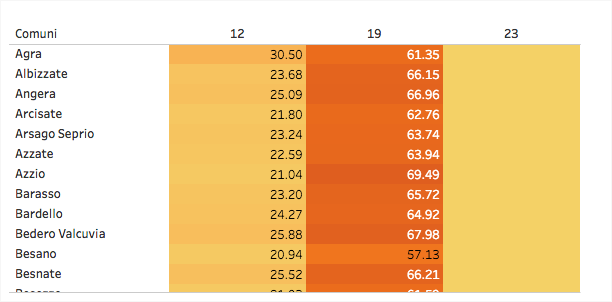 Comuni 12 19 23
Agra 30.50 61.35
Albizzate 23.68 66.15
Angera 25.09 66.96
Arcisate 21.80 62.76
Arsago Seprio 23.24 63.74
Azzate 22.59 63.94
Azzio 21.04 69.49
Barasso 23.20 65.72
Bardello 24.27 64.92
Bedero Valcuvia 25.88 67.98
Besano 20.94 57.13
Besnate 25.52 66.21